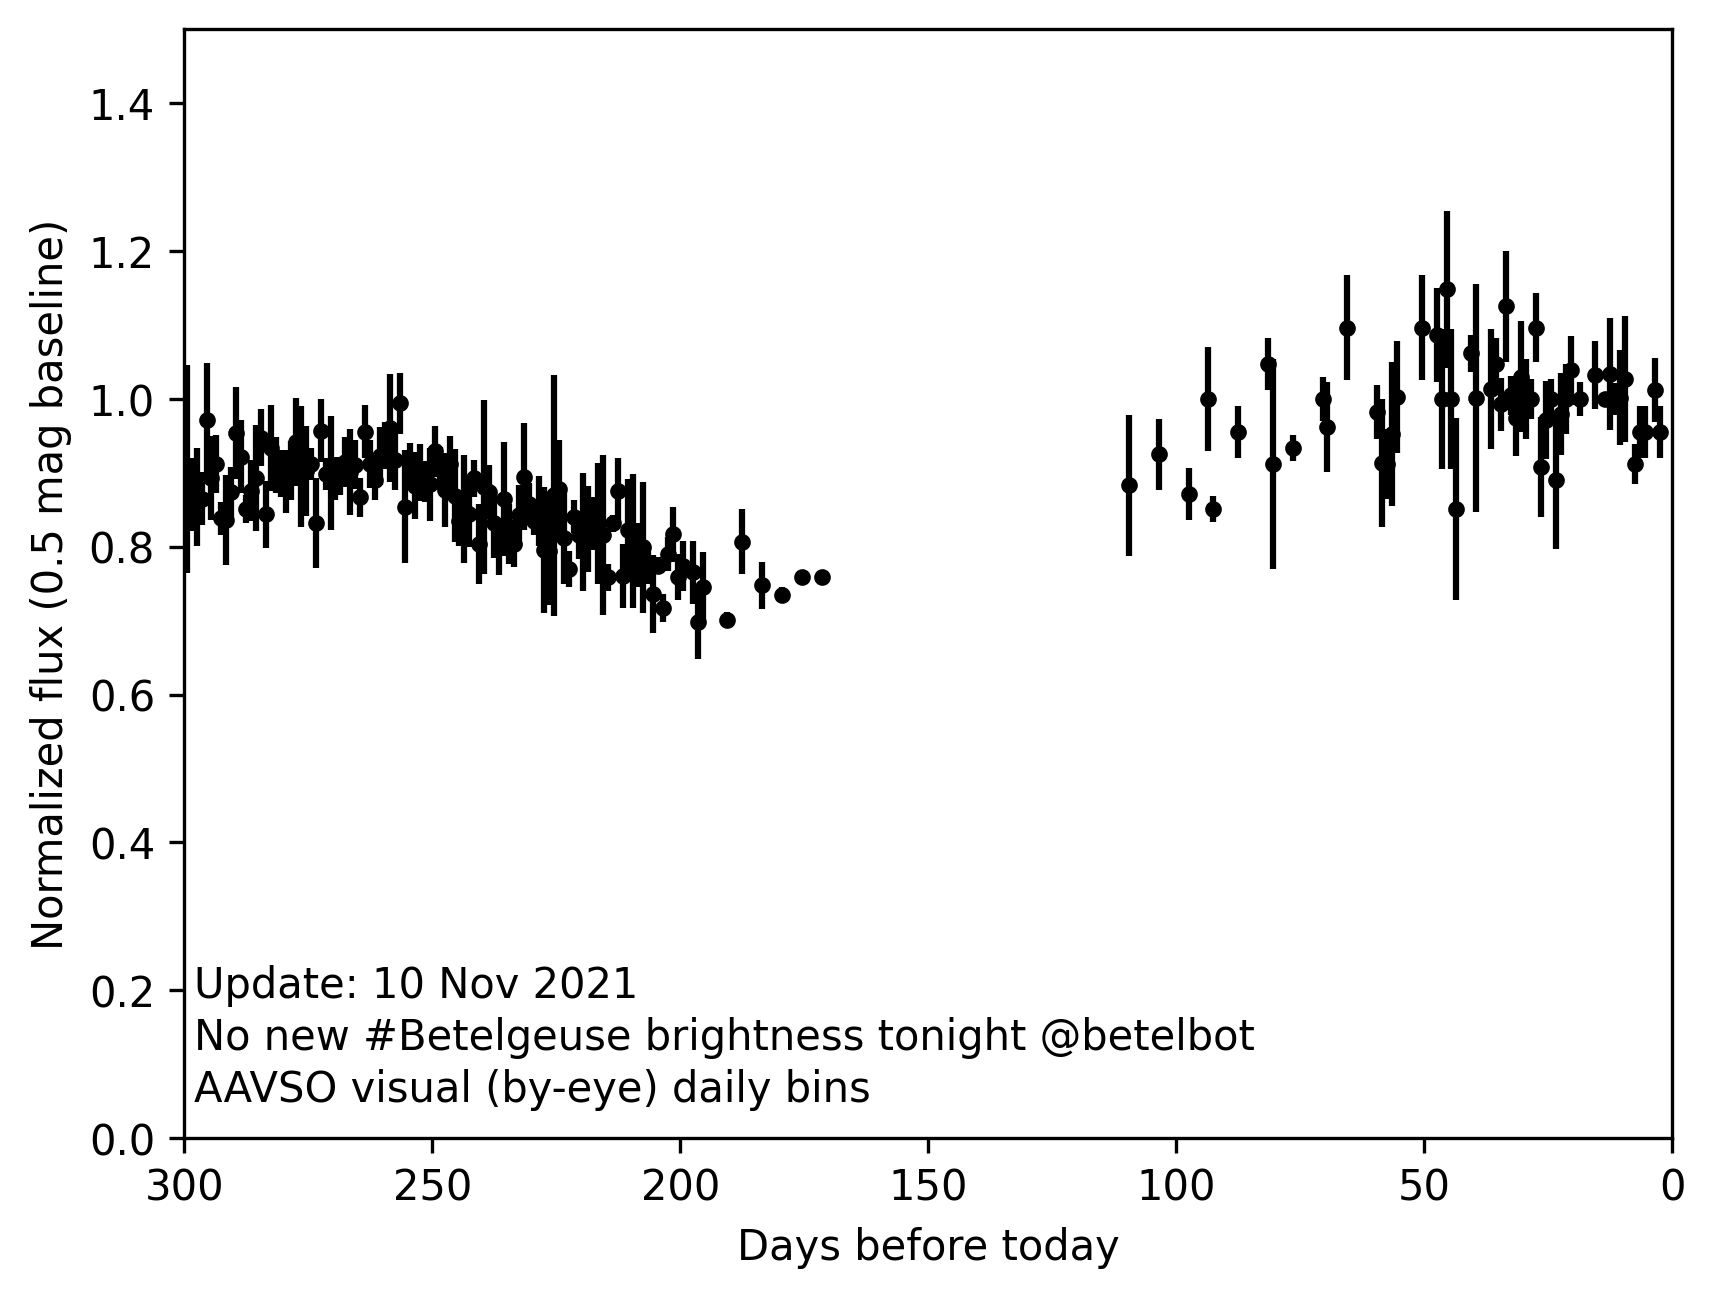 1.4
1.2
1.0
0.8
0.6
0.4
0.2
0.0
Normalized flux (0.5 mag baseline)
Update: 10 Nov 2021
No new #Betelgeuse brightness tonight @betelbot
AAVSO visual (by-eye) daily bins
300 250 200 150 100 50 0
Days before today